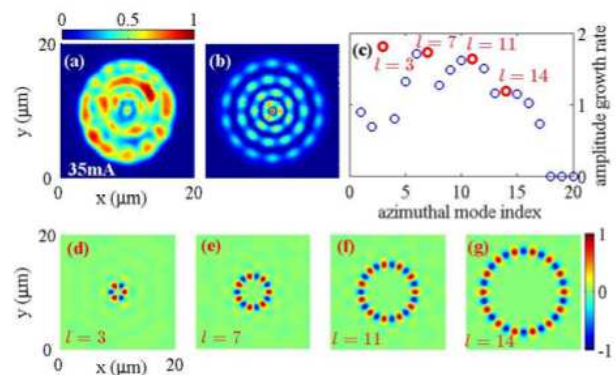 0 0.5 1
20
y (μm)
0
(a)
35mA
0 20
x (μm)
(b)
(c)
l = 3
l = 7
l = 11
l = 14
2
1
0
amplitude growth rate
0 5 10 15 20
azimuthal mode index
20
y (μm)
0
(d)
l = 3
0 20
x (μm)
(e)
l = 7
(f)
l = 11
(g)
l = 14
1
0
-1